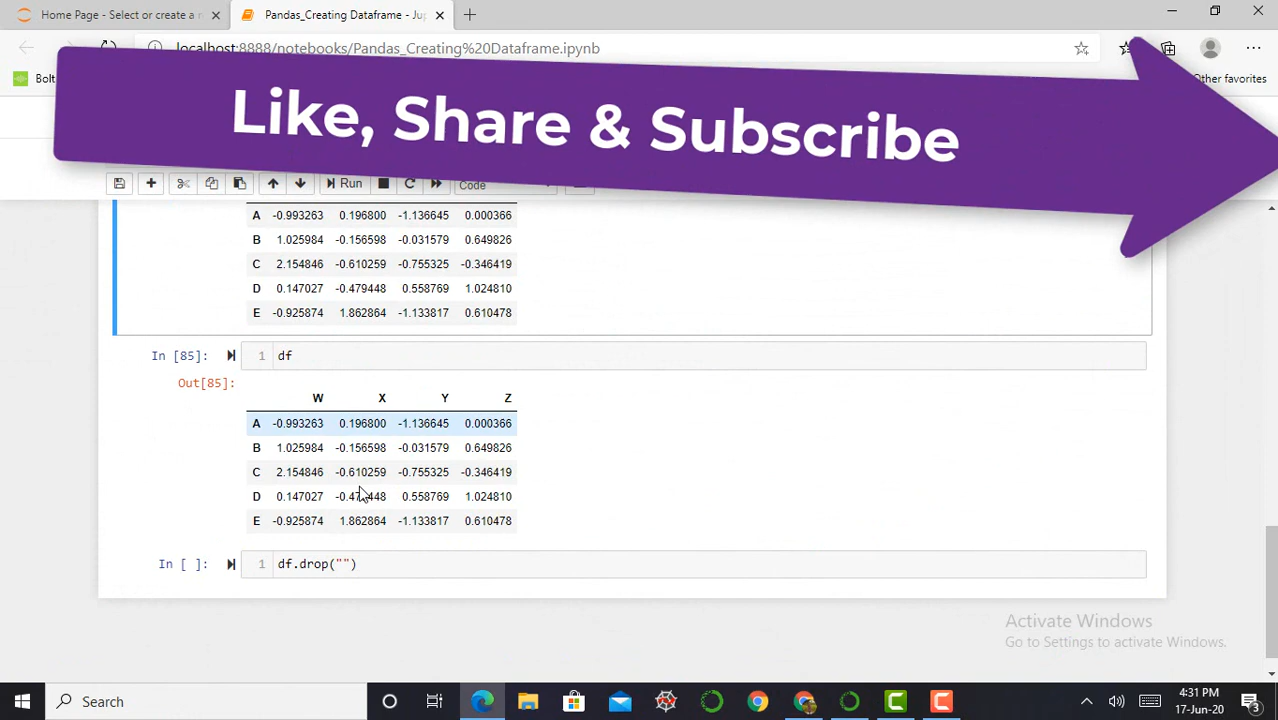 Home Page - Select or create a n
Pandas_Creating Dataframe - Jup
localhost:8888/notebooks/Pandas_Creating%20Dataframe.ipynb
Bolt
Other favorites
Like, Share & Subscribe
Run
Code
A -0.993263 0.196800 -1.136645 0.000366
B 1.025984 -0.156598 -0.031579 0.649826
C 2.154846 -0.610259 -0.755325 -0.346419
D 0.147027 -0.479448 0.558769 1.024810
E -0.925874 1.862864 -1.133817 0.610478
In [85]: 1 df
Out[85]:
W X Y Z
A -0.993263 0.196800 -1.136645 0.000366
B 1.025984 -0.156598 -0.031579 0.649826
C 2.154846 -0.610259 -0.755325 -0.346419
D 0.147027 -0.479448 0.558769 1.024810
E -0.925874 1.862864 -1.133817 0.610478
In [ ]: 1 df.drop("")
Activate Windows
Go to Settings to activate Windows.
Search
4:31 PM
17-Jun-20
3